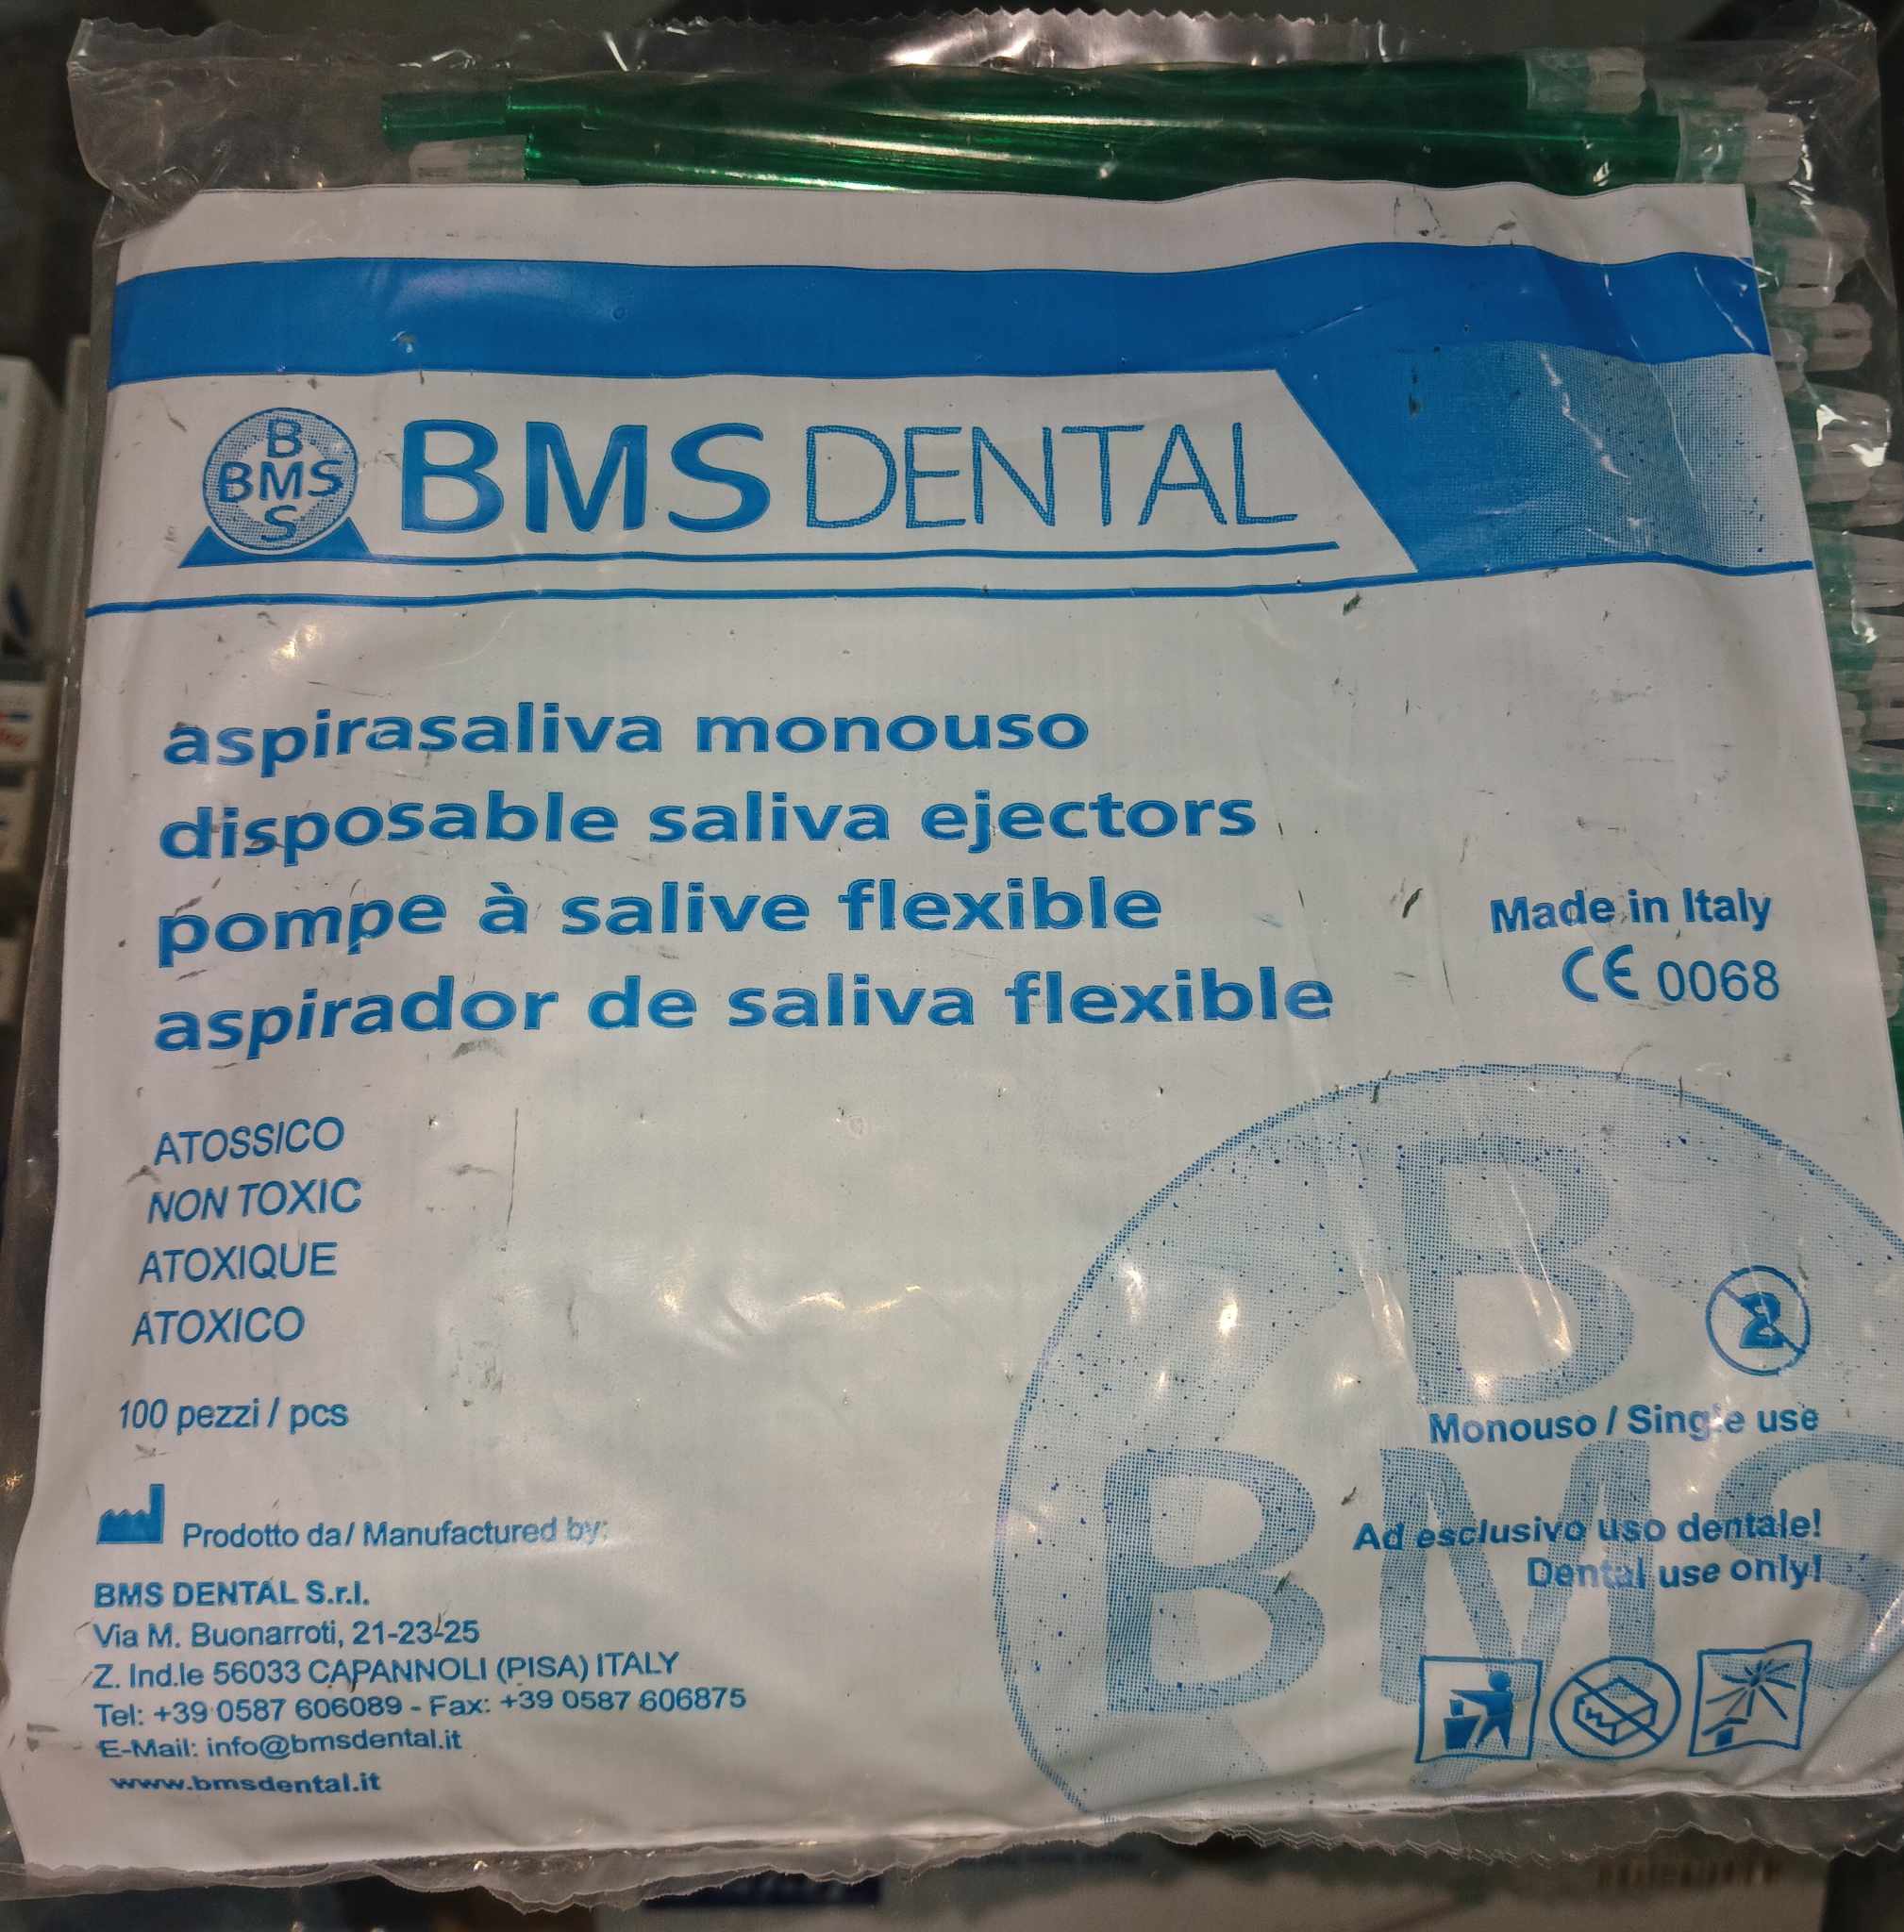 B
BMS
S
BMS DENTAL
aspirasaliva monouso
disposable saliva ejectors
pompe à salive flexible
aspirador de saliva flexible
Made in Italy
CE 0068
ATOSSICO
NON TOXIC
ATOXIQUE
ATOXICO
100 pezzi / pcs
B
BMS
2
Monouso / Single use
Ad esclusivo uso dentale!
Dental use only!
Prodotto da/ Manufactured by:
BMS DENTAL S.r.l.
Via M. Buonarroti, 21-23-25
Z. Ind.le 56033 CAPANNOLI (PISA) ITALY
Tel: +39 0587 606089 - Fax: +39 0587 606875
E-Mail: info@bmsdental.it
www.bmsdental.it